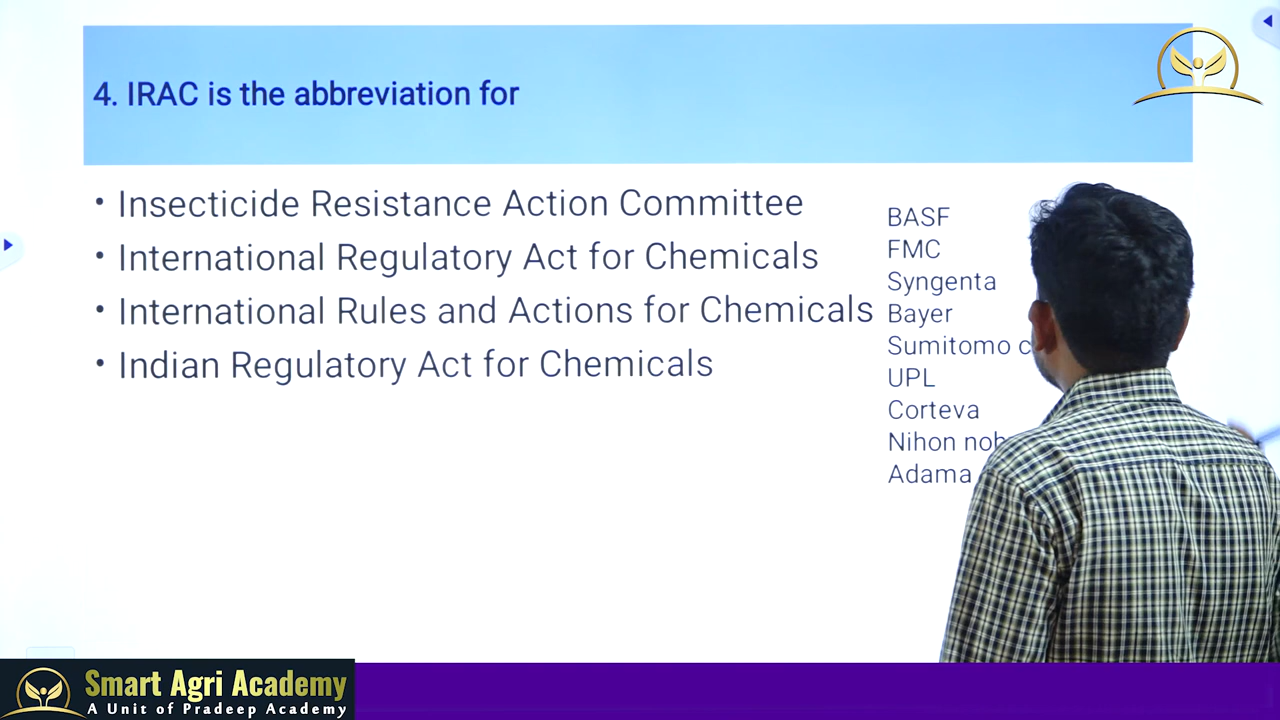 4. IRAC is the abbreviation for
• Insecticide Resistance Action Committee
• International Regulatory Act for Chemicals
• International Rules and Actions for Chemicals
• Indian Regulatory Act for Chemicals
BASF
FMC
Syngenta
Bayer
Sumitomo
UPL
Corteva
Nihon
Adama
Smart Agri Academy
A Unit of Pradeep Academy